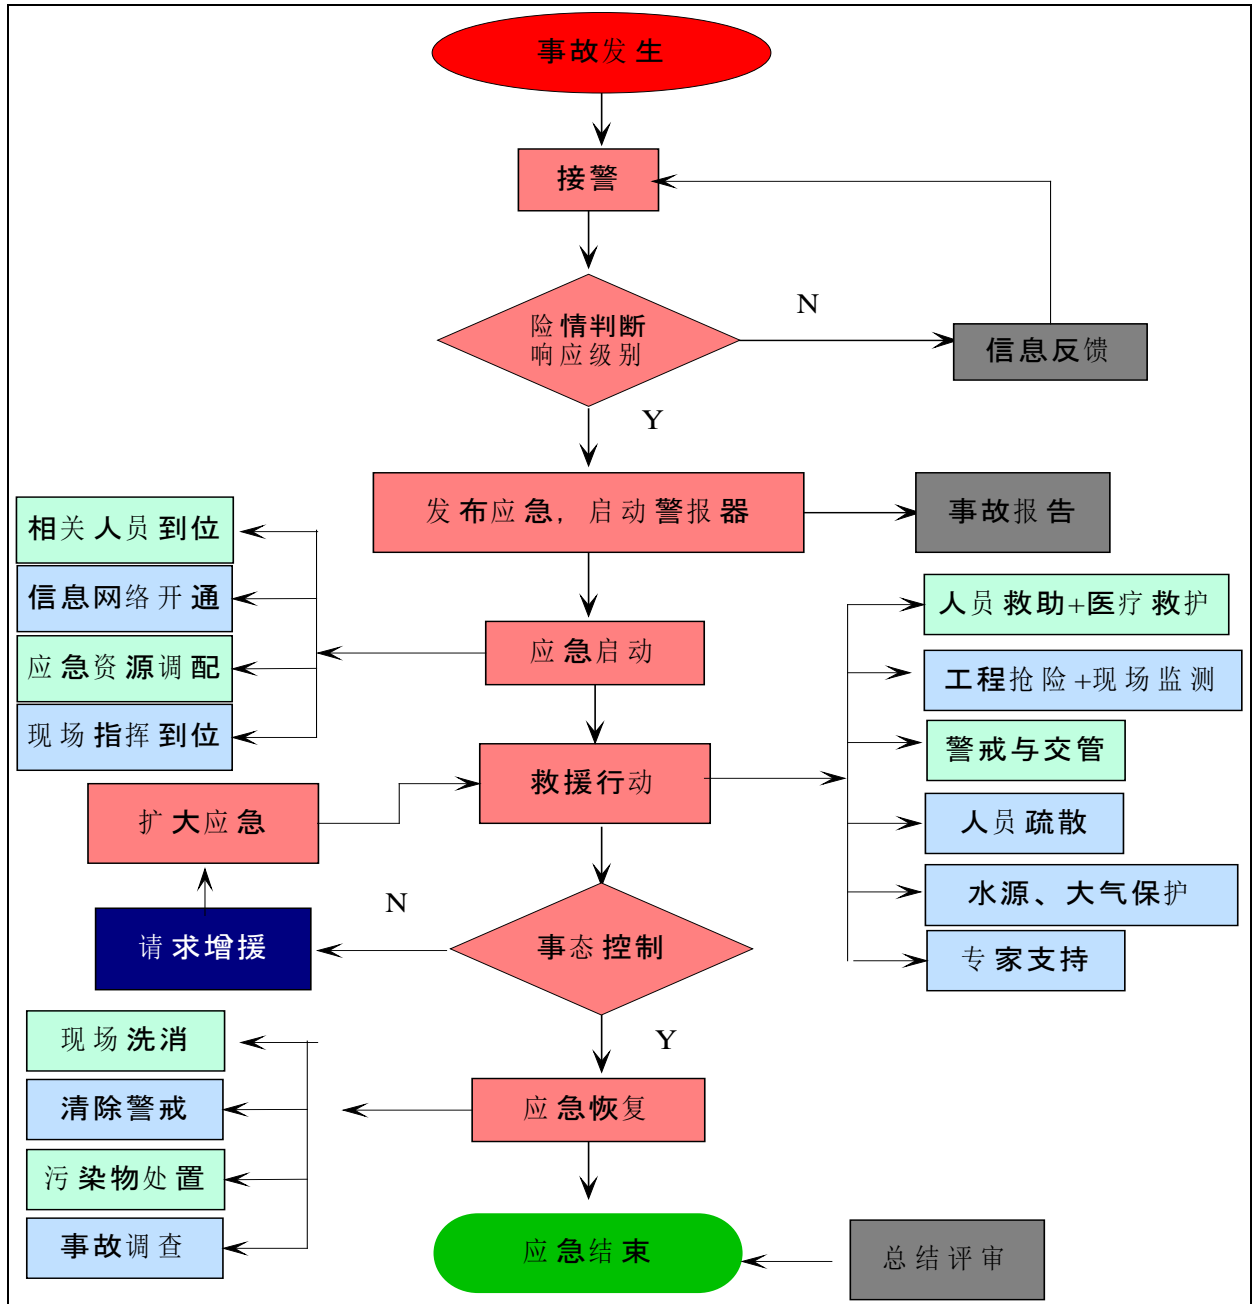 事故发生
接警
N
险情判断
响应级别
信息反馈
Y
发布应急，启动警报器
事故报告
相关人员到位
信息网络开通
应急资源调配
现场指挥到位
应急启动
人员救助+医疗救护
工程抢险+现场监测
警戒与交管
人员疏散
水源、大气保护
专家支持
救援行动
扩大应急
N
请求增援
事态控制
Y
现场洗消
清除警戒
污染物处置
事故调查
应急恢复
应急结束
总结评审